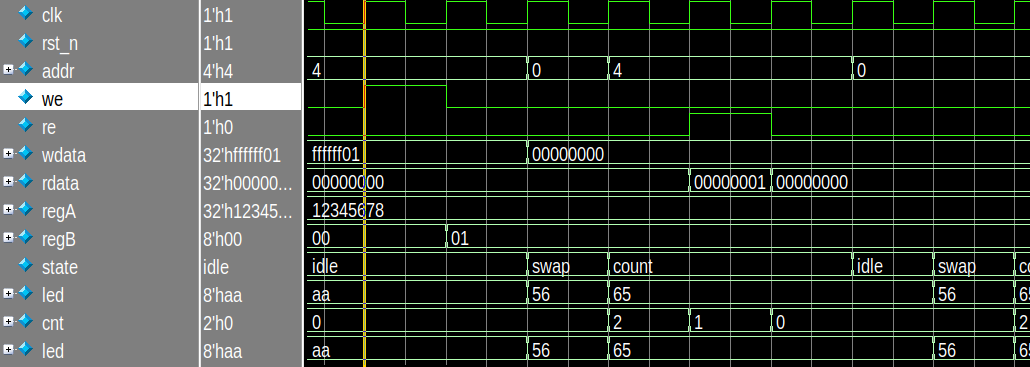 clk 1'h1
rst_n 1'h1
addr 4'h4 4 0 4 0
we 1'h1
re 1'h0
wdata 32'hffffff01 ffffff01 00000000
rdata 32'h00000... 00000000 00000001 00000000
regA 32'h12345... 12345678
regB 8'h00 00 01
state idle idle swap count idle swap co
led 8'haa aa 56 65 56 65
cnt 2'h0 0 2 1 0 2
led 8'haa aa 56 65 56 65